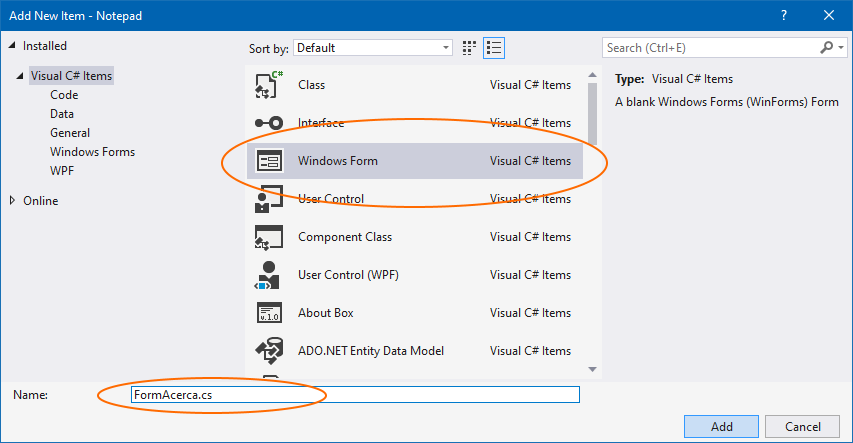 Add New Item - Notepad
?
Installed
Sort by: Default
Search (Ctrl+E)
Visual C# Items
Code
Data
General
Windows Forms
WPF
Online
C#
Class Visual C# Items
Interface Visual C# Items
Windows Form Visual C# Items
User Control Visual C# Items
Component Class Visual C# Items
User Control (WPF) Visual C# Items
v.1.0
About Box Visual C# Items
ADO.NET Entity Data Model Visual C# Items
Type: Visual C# Items
A blank Windows Forms (WinForms) Form
Name: FormAcerca.cs
Add Cancel